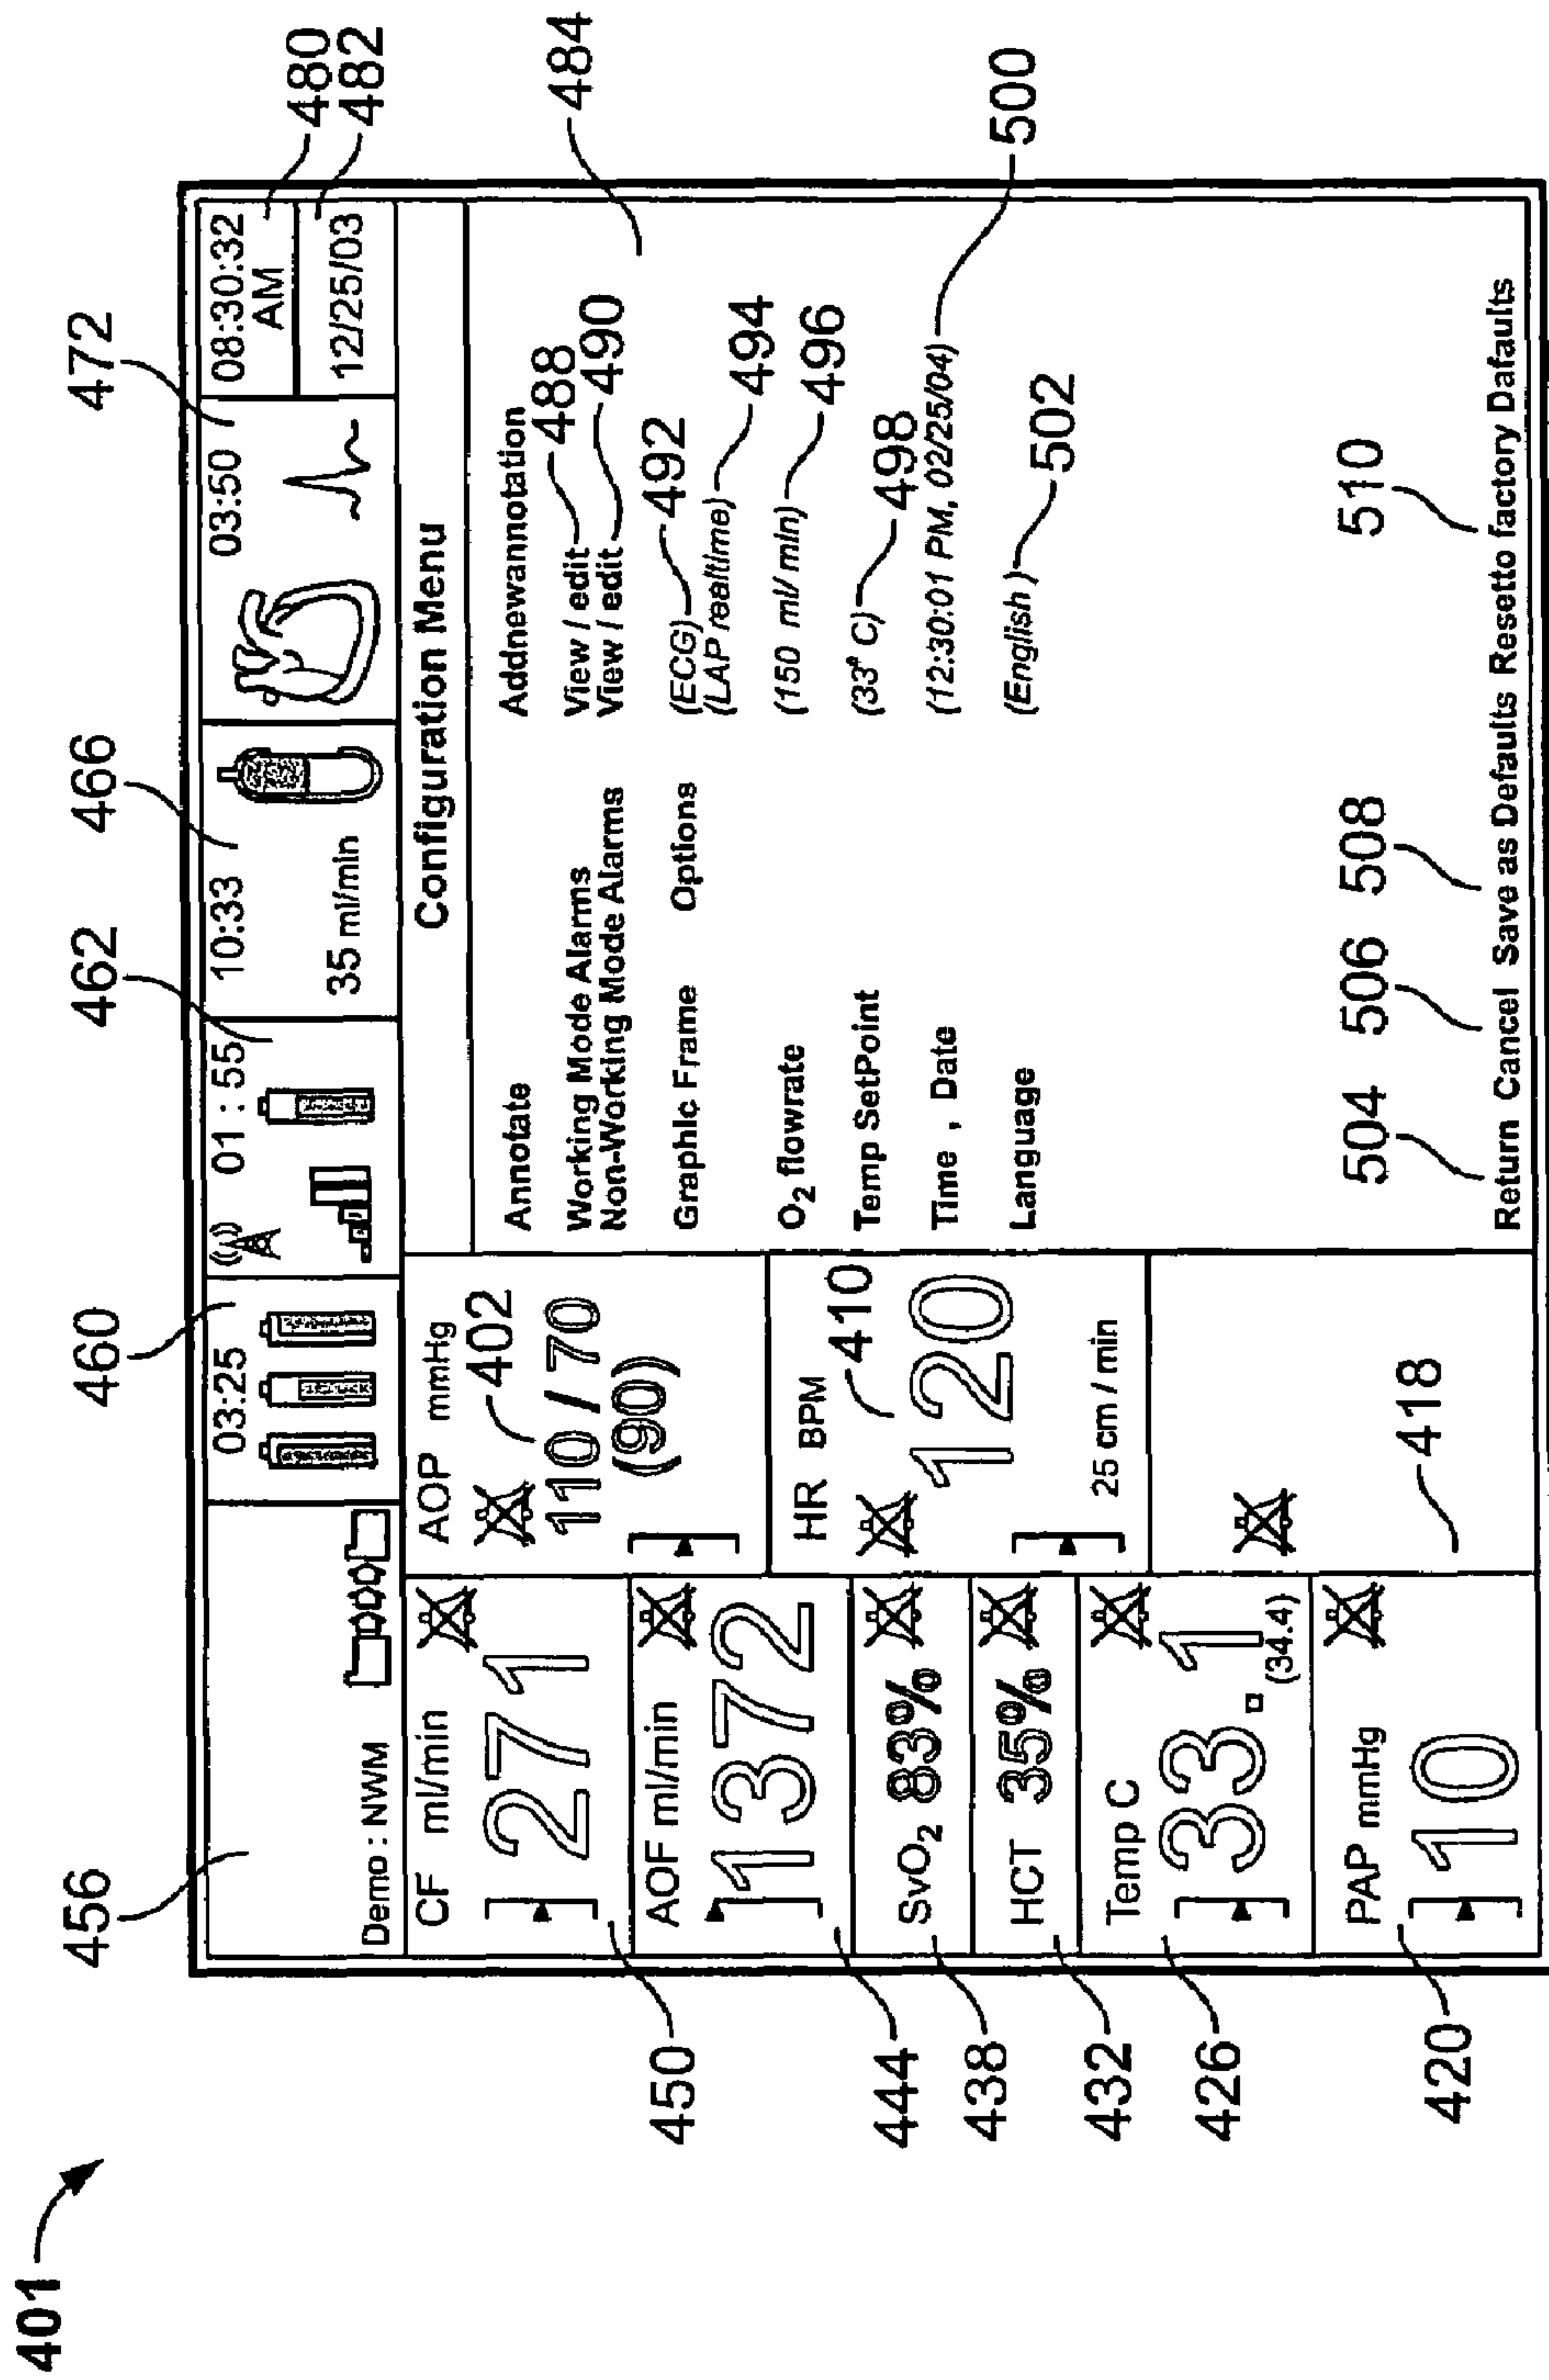 401
456
460
462
466
472
480
482
484
Demo : NWM
03:25
01 : 55
10:33
35 ml/min
03:50
08:30:32
AM
12/25/03
CF ml/min
271
450
AOF ml/min
1372
444
SvO₂ 83%
438
HCT 35%
432
Temp C
33.1
(34.4)
426
PAP mmHg
10
420
AOP mmHg
402
110 / 70
(90)
HR BPM
410
120
25 cm / min
418
Configuration Menu
Annotate Addnewannotation
Working Mode Alarms View / edit 488
Non-Working Mode Alarms View / edit 490
Graphic Frame Options (ECG) 492
(LAP realtime) 494
O₂ flowrate (150 ml/ min) 496
Temp SetPoint (33° C) 498
Time , Date (12:30:01 PM, 02/25/04) 500
Language (English ) 502
504 506 508 510
Return Cancel Save as Defaults Resetto factory Dafaults